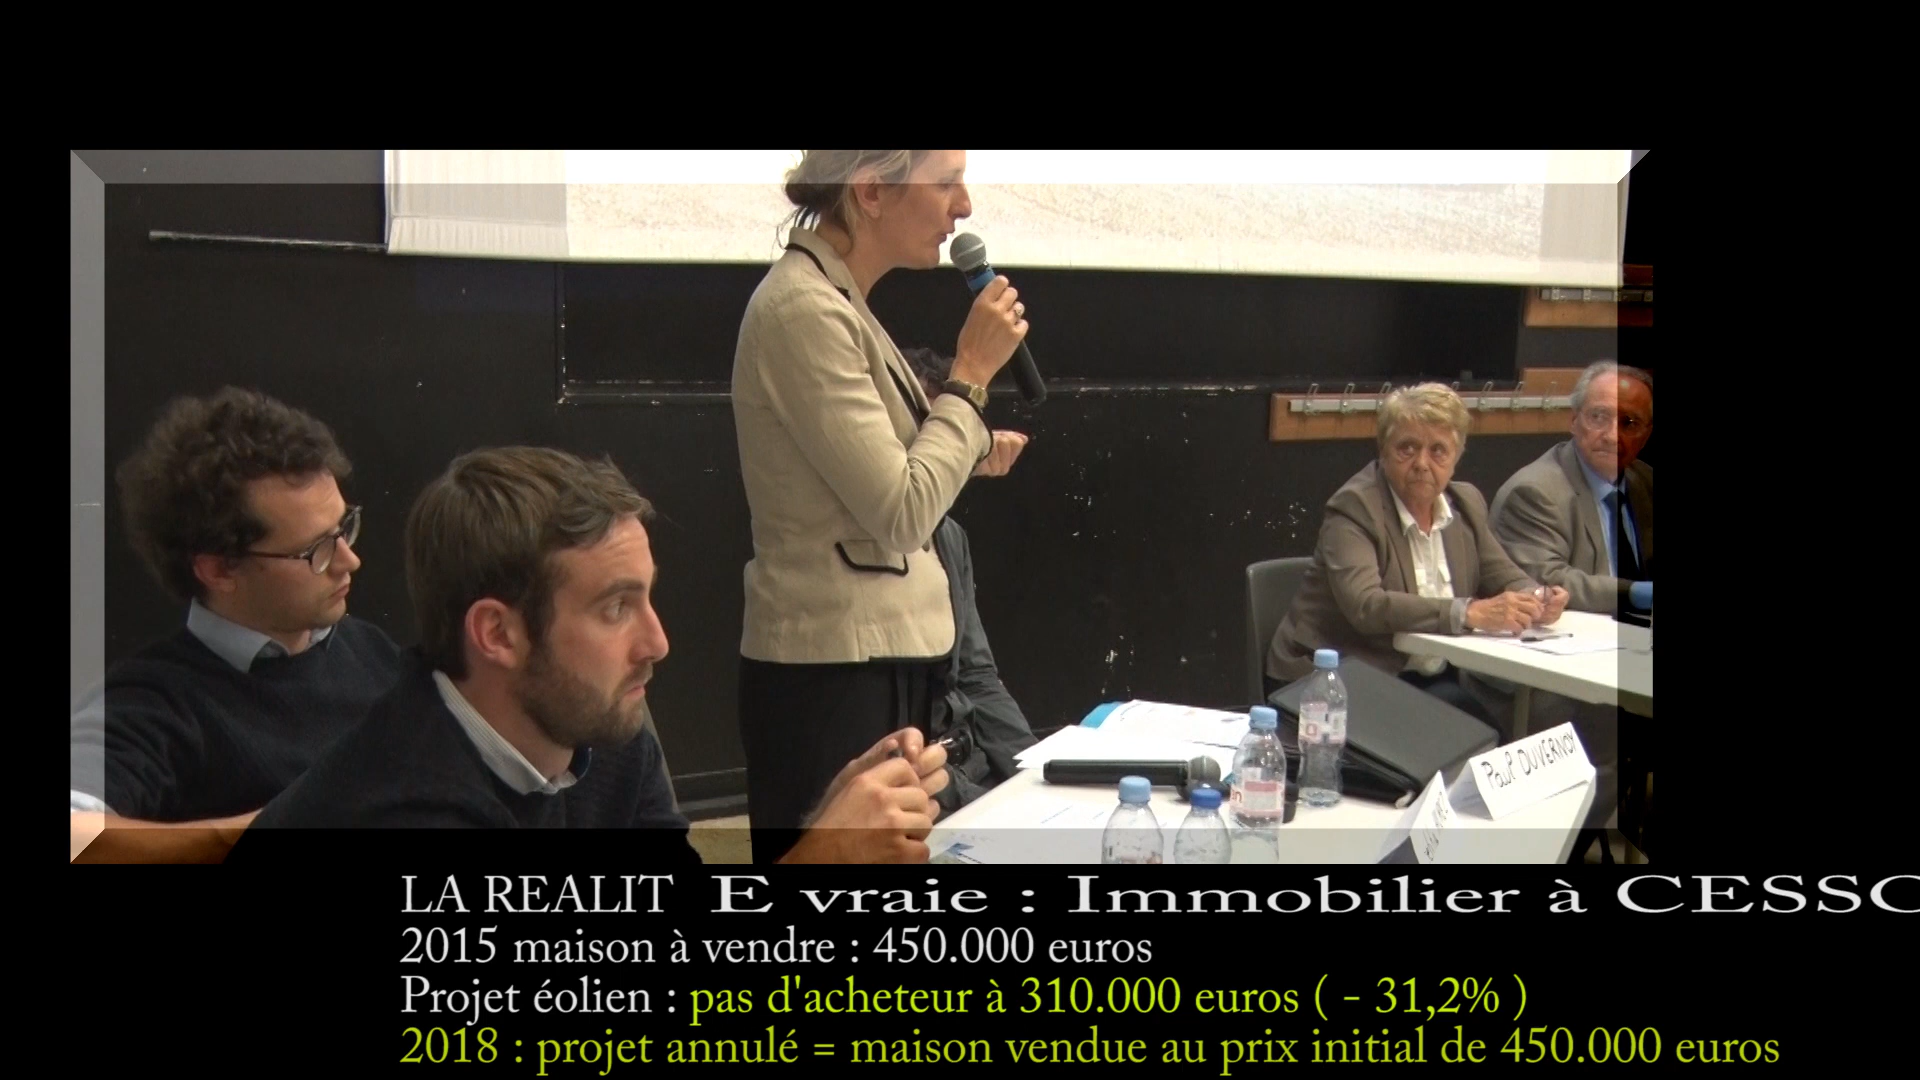 PauP DUVERNOY
LA REALIT E vraie : Immobilier à CESSO
2015 maison à vendre : 450.000 euros
Projet éolien : pas d'acheteur à 310.000 euros ( - 31,2% )
2018 : projet annulé = maison vendue au prix initial de 450.000 euros